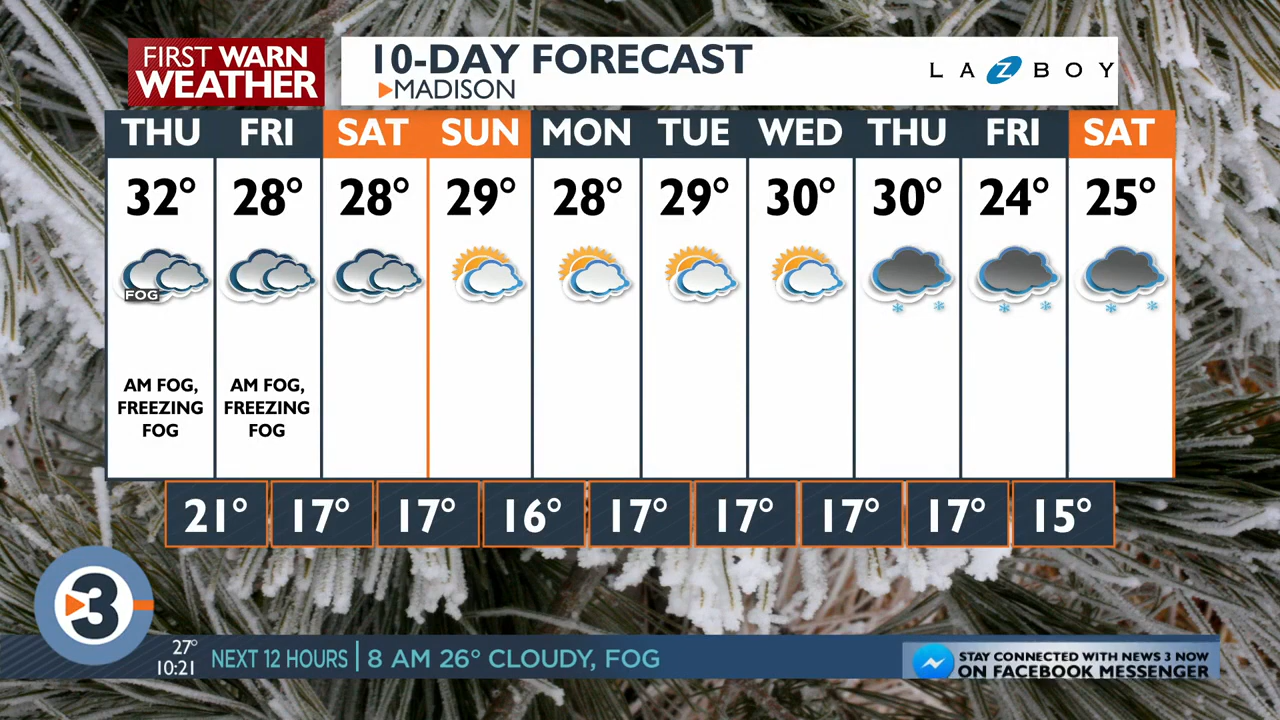 FIRST WARN
WEATHER
10-DAY FORECAST
MADISON
LA Z BOY
THU FRI SAT SUN MON TUE WED THU FRI SAT
32° 28° 28° 29° 28° 29° 30° 30° 24° 25°
FOG
AM FOG, AM FOG,
FREEZING FREEZING
FOG FOG
21° 17° 17° 16° 17° 17° 17° 17° 15°
3
27°
10:21
NEXT 12 HOURS 8 AM 26° CLOUDY, FOG
STAY CONNECTED WITH NEWS 3 NOW
ON FACEBOOK MESSENGER